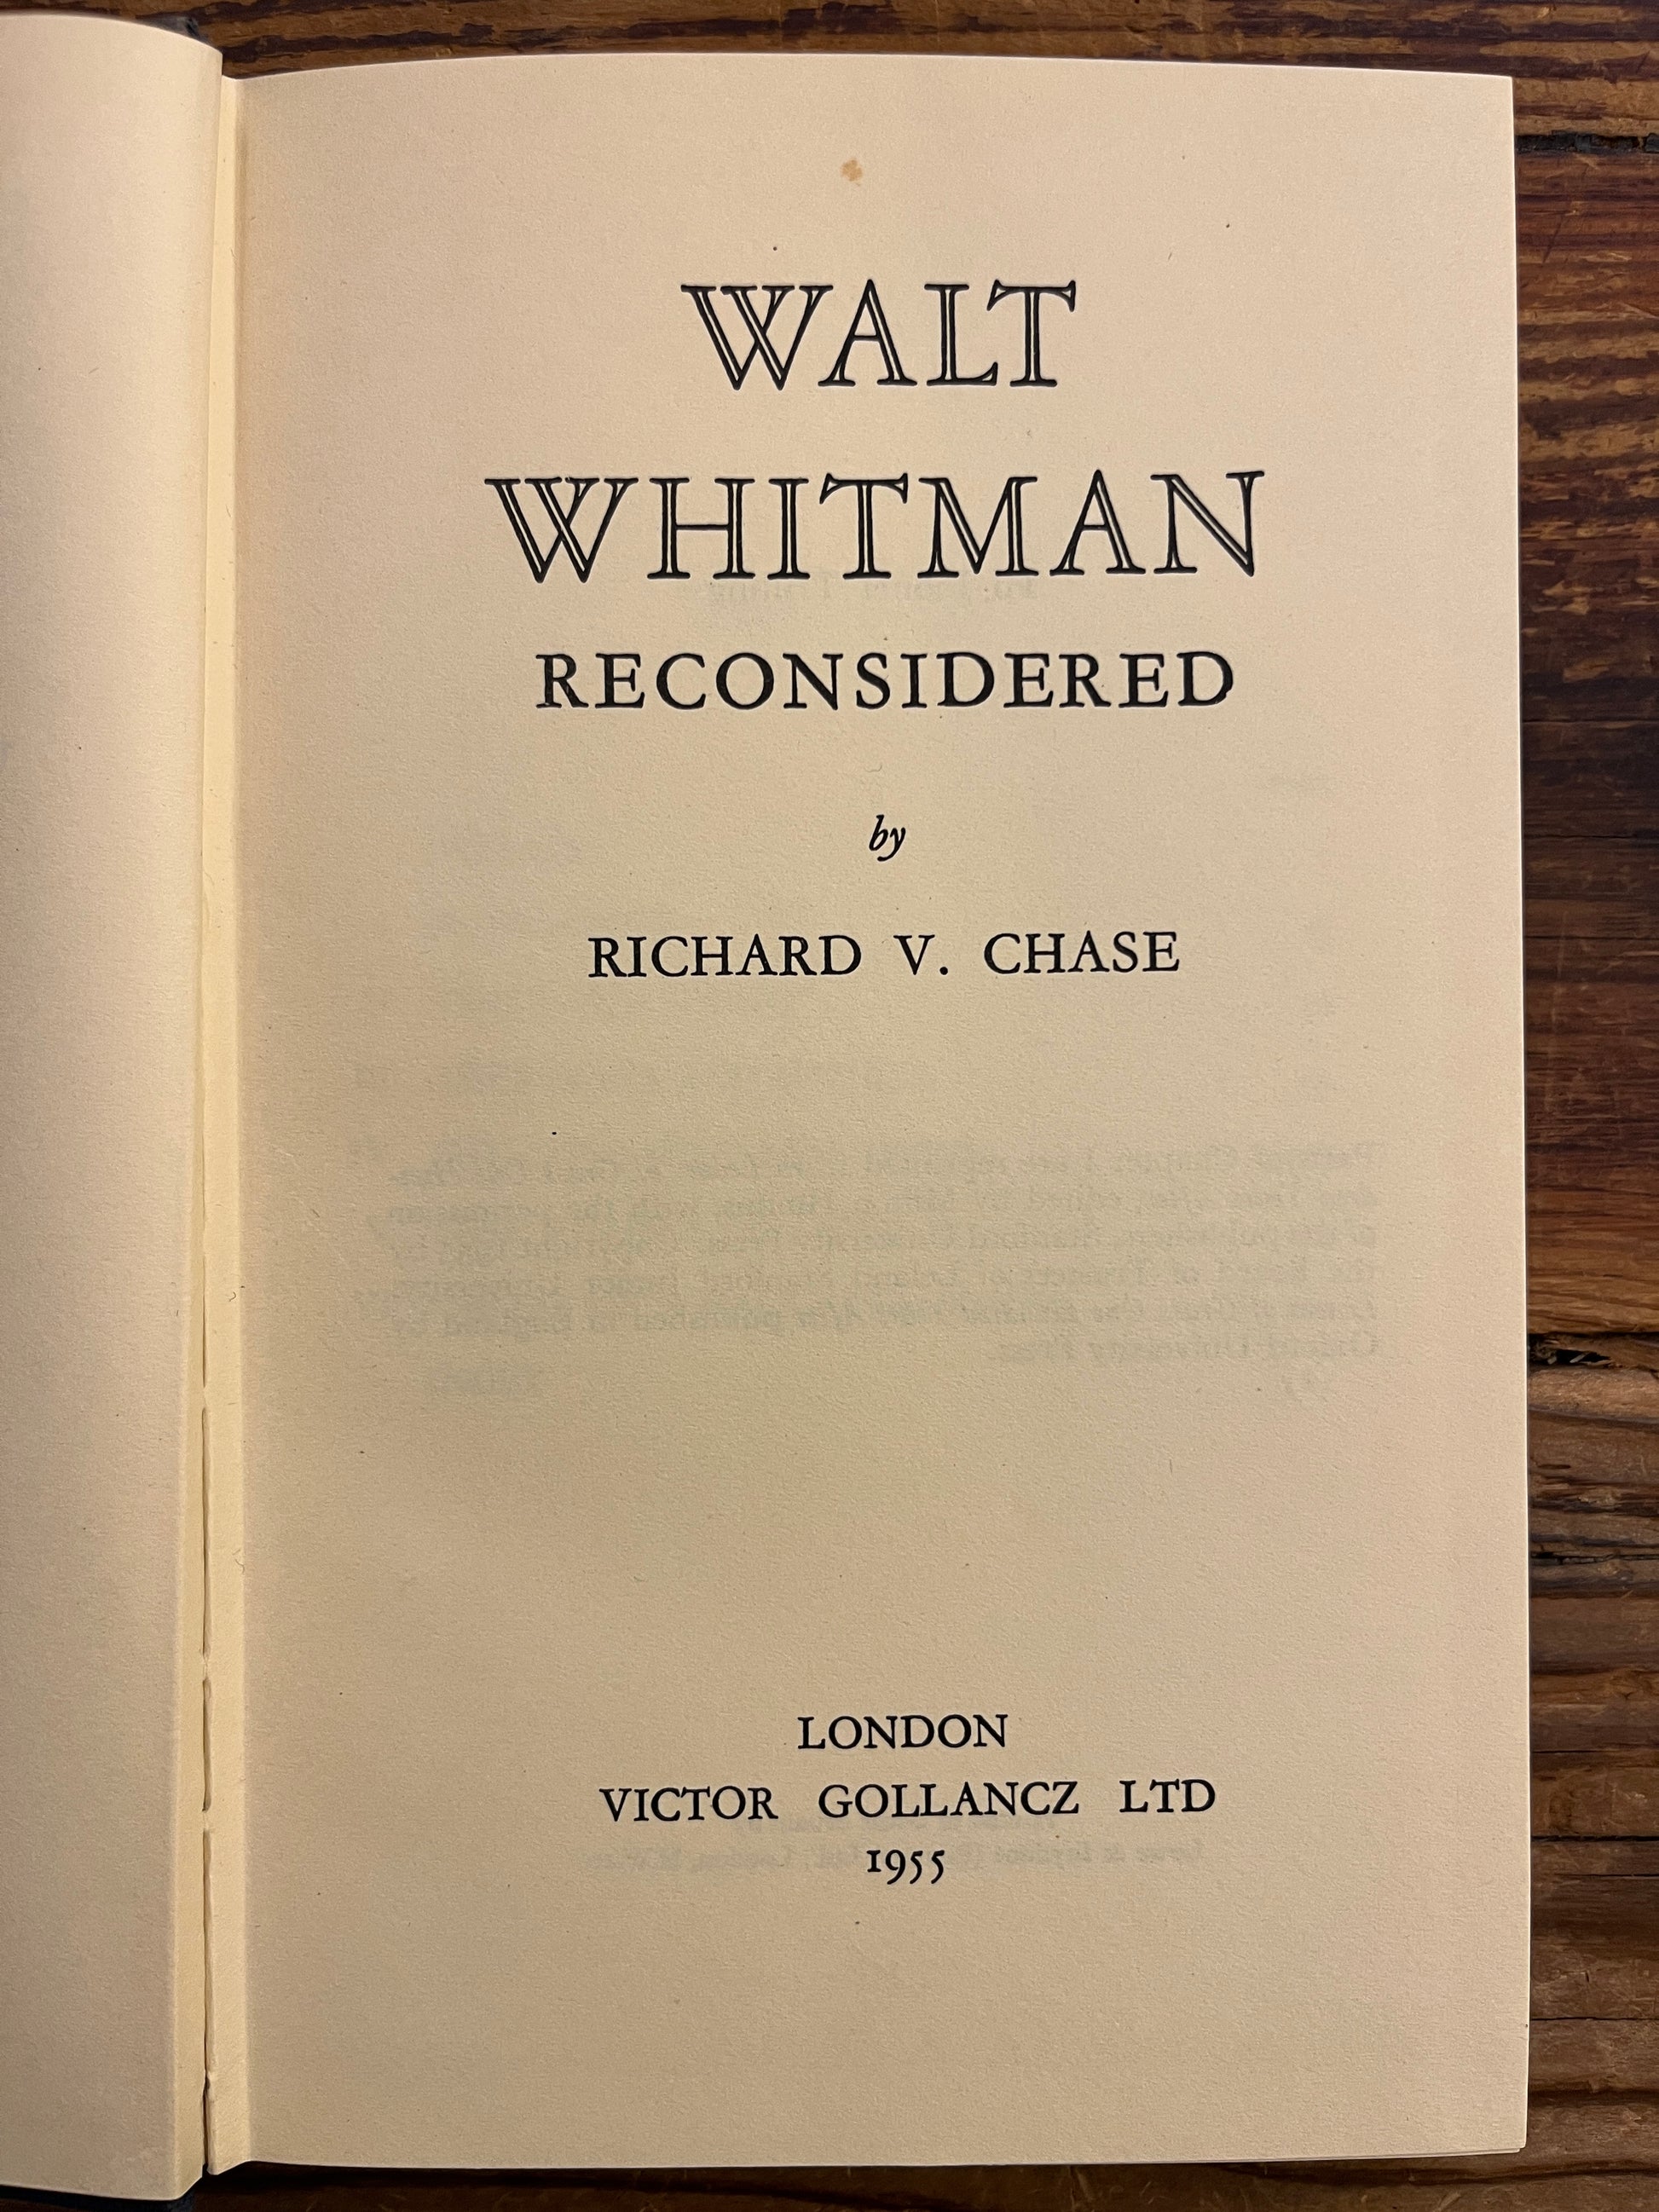 WALT
WHITMAN
RECONSIDERED
by
RICHARD V. CHASE
LONDON
VICTOR GOLLANCZ LTD
1955